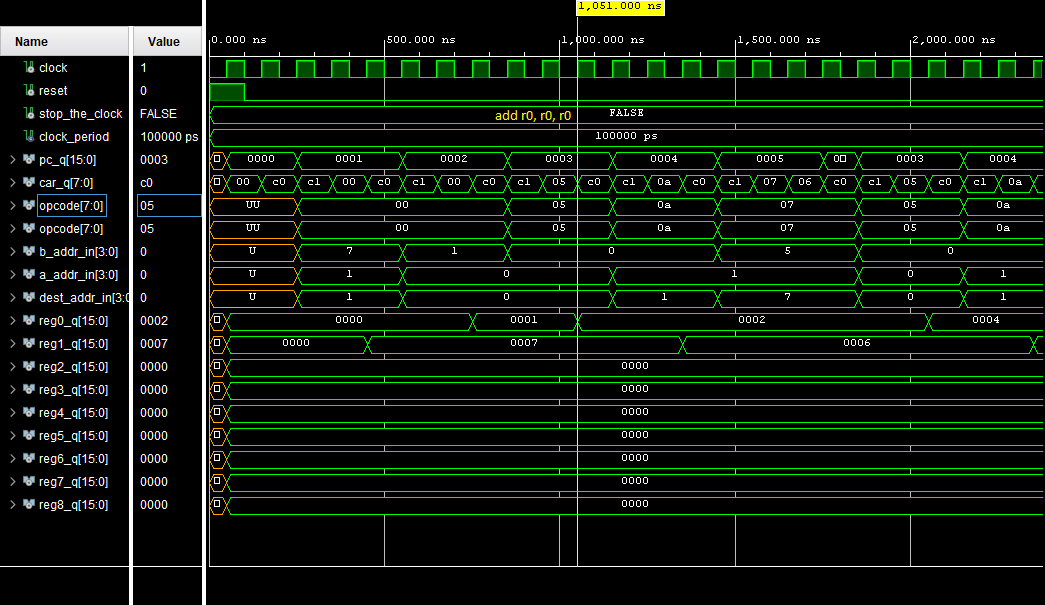 1,051.000 ns
Name Value 0.000 ns 500.000 ns 1,000.000 ns 1,500.000 ns 2,000.000 ns
clock 1
reset 0
stop_the_clock FALSE add r0, r0, r0 FALSE
clock_period 100000 ps 100000 ps
pc_q[15:0] 0003 0000 0001 0002 0003 0004 0005 0003 0004
car_q[7:0] c0 00 c0 c1 00 c0 c1 00 c0 c1 05 c0 c1 0a c0 c1 07 06 c0 c1 05 c0 c1 0a
opcode[7:0] 05 UU 00 05 0a 07 05 0a
opcode[7:0] 05 UU 00 05 0a 07 05 0a
b_addr_in[3:0] 0 U 7 1 0 5 0
a_addr_in[3:0] 0 U 1 0 1 0 1
dest_addr_in[3:0 0 U 1 0 1 7 0 1
reg0_q[15:0] 0002 0000 0001 0002 0004
reg1_q[15:0] 0007 0000 0007 0006
reg2_q[15:0] 0000 0000
reg3_q[15:0] 0000 0000
reg4_q[15:0] 0000 0000
reg5_q[15:0] 0000 0000
reg6_q[15:0] 0000 0000
reg7_q[15:0] 0000 0000
reg8_q[15:0] 0000 0000